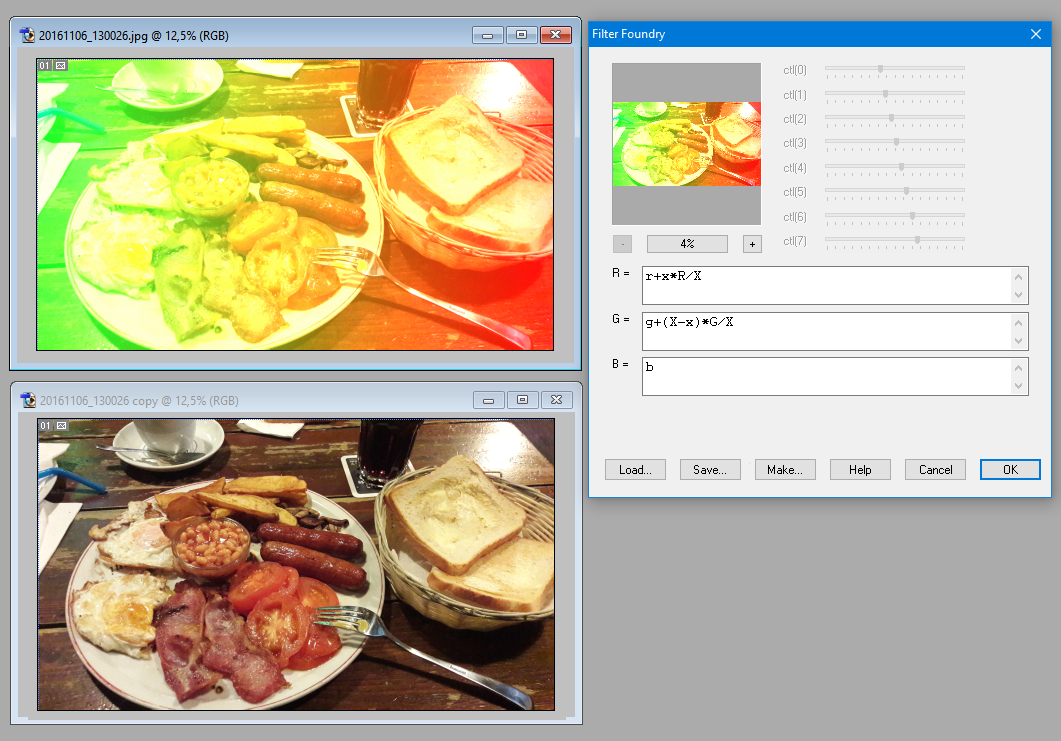 20161106_130026.jpg @ 12,5% (RGB)
01
20161106_130026 copy @ 12,5% (RGB)
01
Filter Foundry
ctl(0)
ctl(1)
ctl(2)
ctl(3)
ctl(4)
ctl(5)
ctl(6)
ctl(7)
- 4% +
R = r+x*R/X
G = g+(X-x)*G/X
B = b
Load... Save... Make... Help Cancel OK